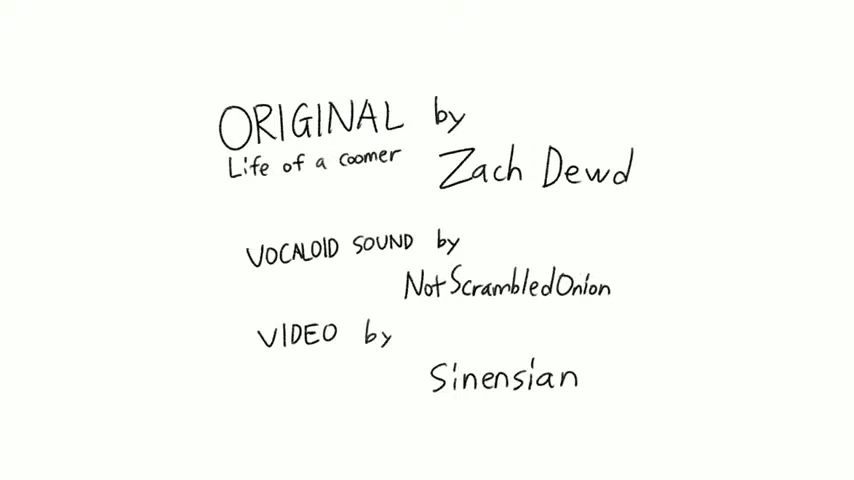 ORIGINAL by
Life of a coomer
Zach Dewd
VOCALOID SOUND by
NotScrambledOnion
VIDEO by
Sinensian